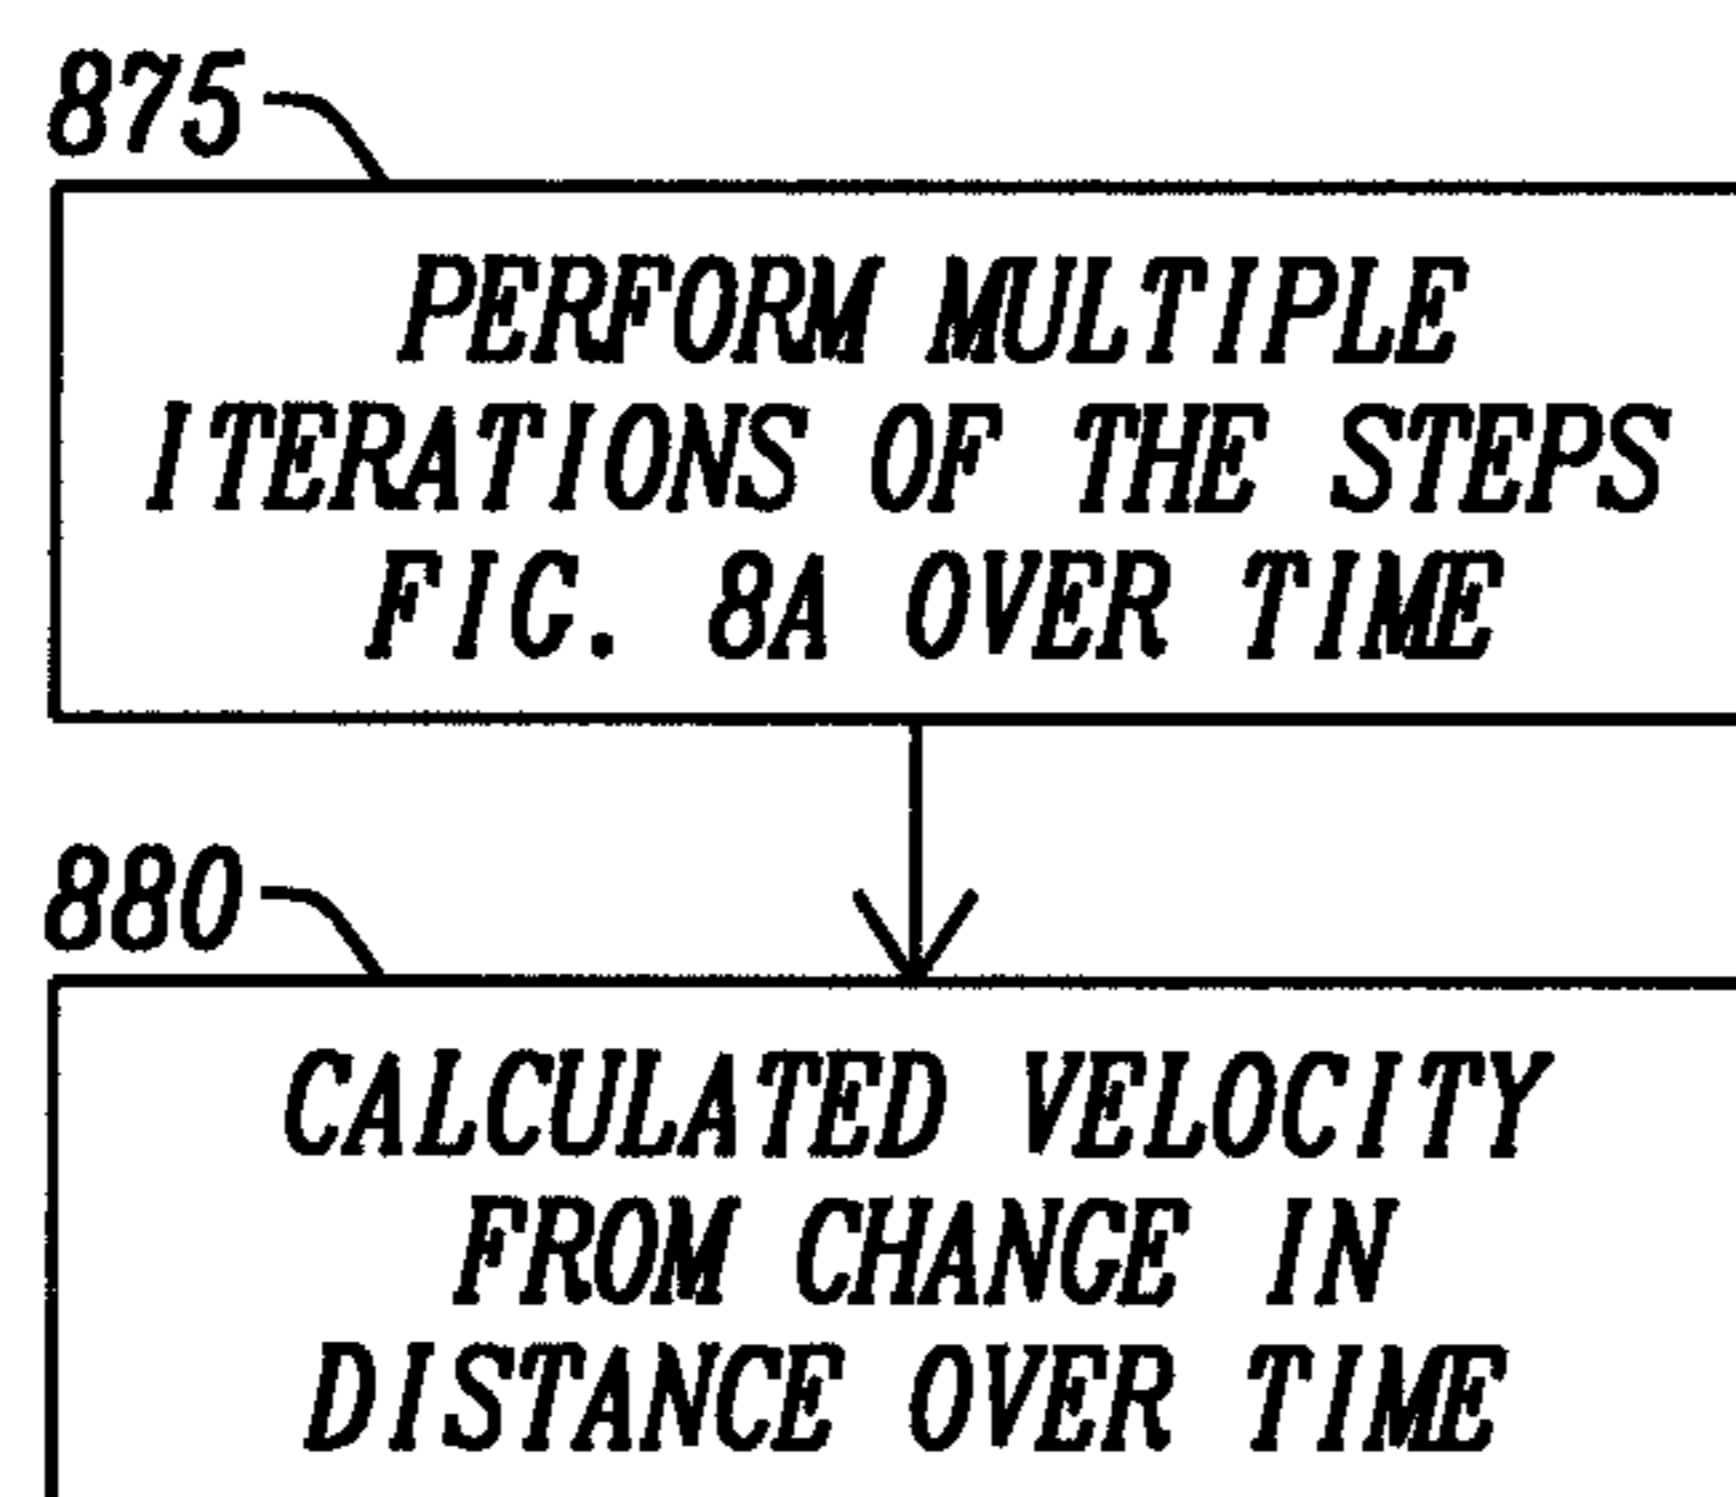 875
PERFORM MULTIPLE
ITERATIONS OF THE STEPS
FIG. 8A OVER TIME
880
CALCULATED VELOCITY
FROM CHANGE IN
DISTANCE OVER TIME